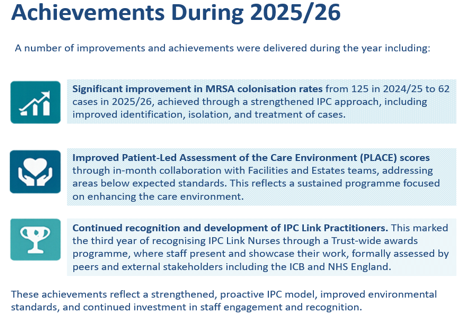 Achievements During 2025/26
A number of improvements and achievements were delivered during the year including:
Significant improvement in MRSA colonisation rates from 125 in 2024/25 to 62
cases in 2025/26, achieved through a strengthened IPC approach, including
improved identification, isolation, and treatment of cases.
Improved Patient-Led Assessment of the Care Environment (PLACE) scores
through in-month collaboration with Facilities and Estates teams, addressing
areas below expected standards. This reflects a sustained programme focused
on enhancing the care environment.
Continued recognition and development of IPC Link Practitioners. This marked
the third year of recognising IPC Link Nurses through a Trust-wide awards
programme, where staff present and showcase their work, formally assessed by
peers and external stakeholders including the ICB and NHS England.
These achievements reflect a strengthened, proactive IPC model, improved environmental
standards, and continued investment in staff engagement and recognition.